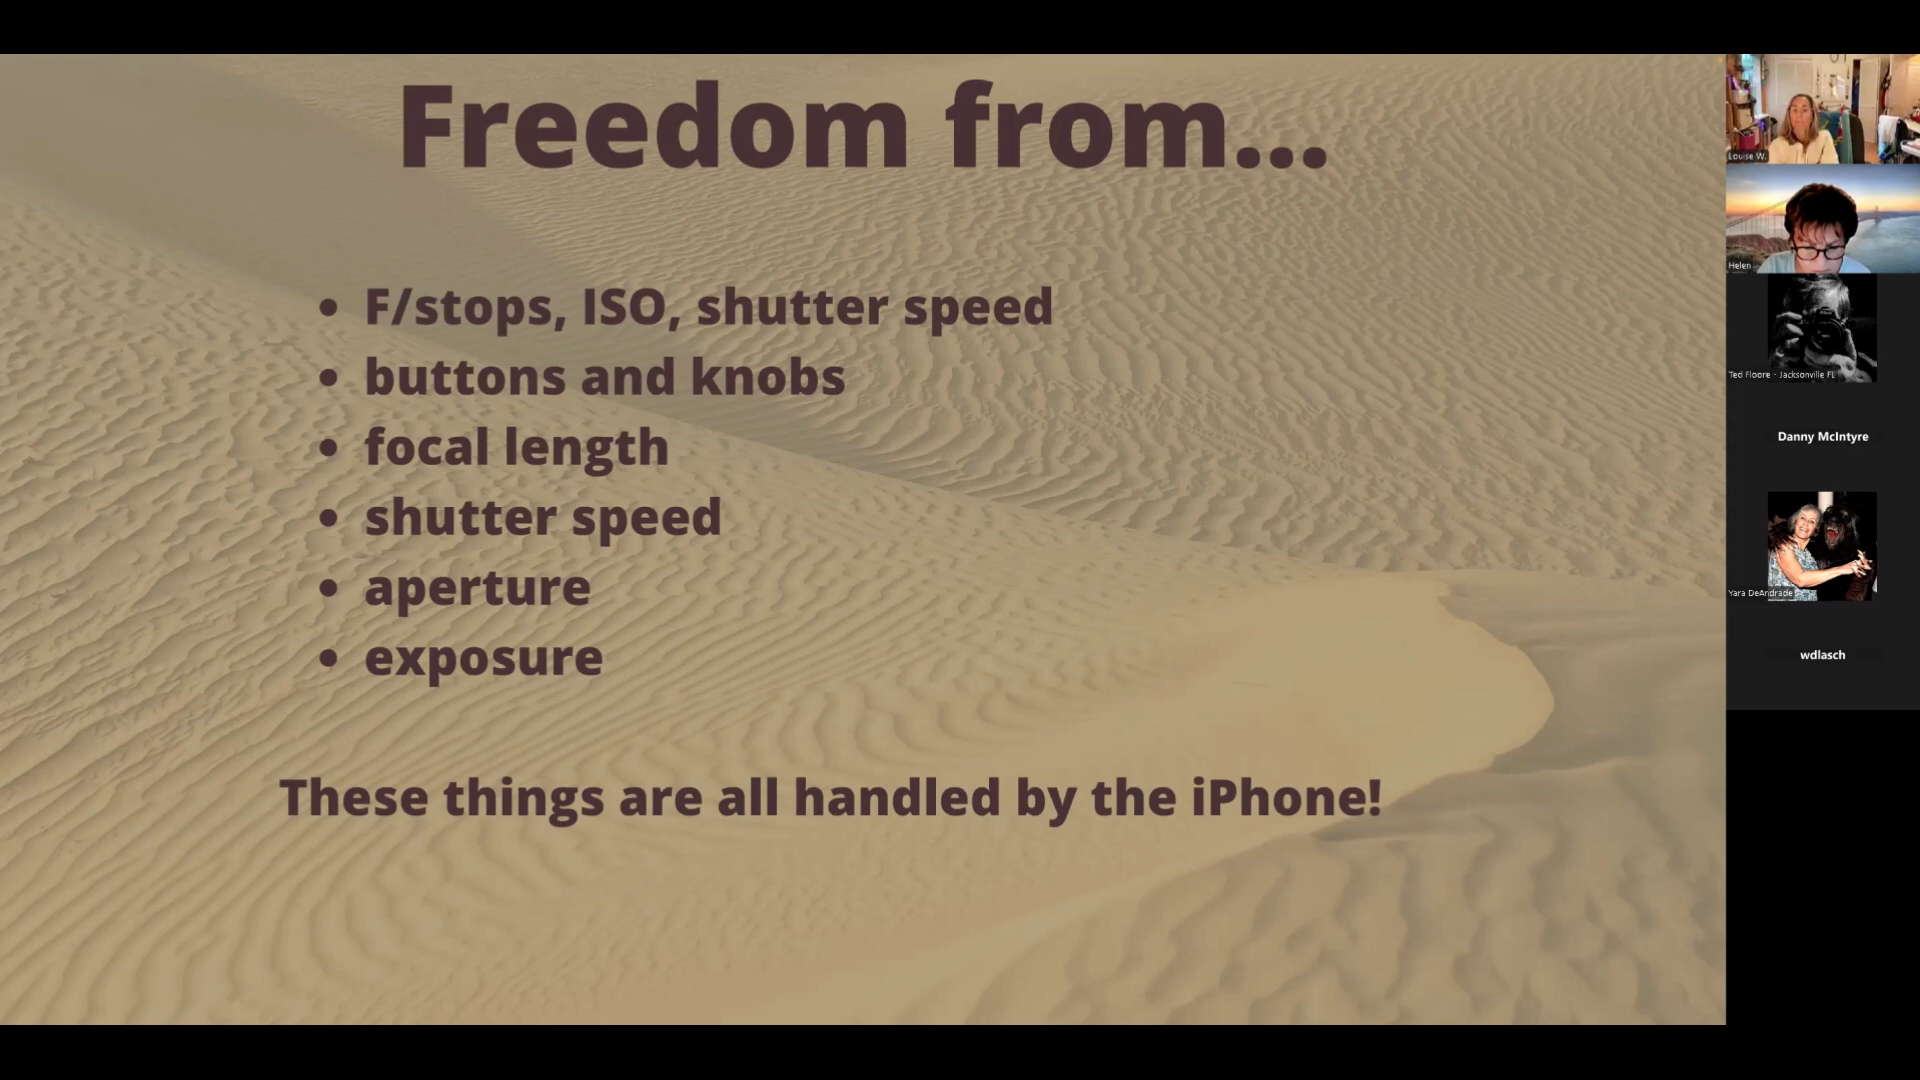 Freedom from...
• F/stops, ISO, shutter speed
• buttons and knobs
• focal length
• shutter speed
• aperture
• exposure
These things are all handled by the iPhone!
Louise W.
Helen
Ted Floore - Jacksonville FL
Danny McIntyre
Yara DeAndrade
wdlasch